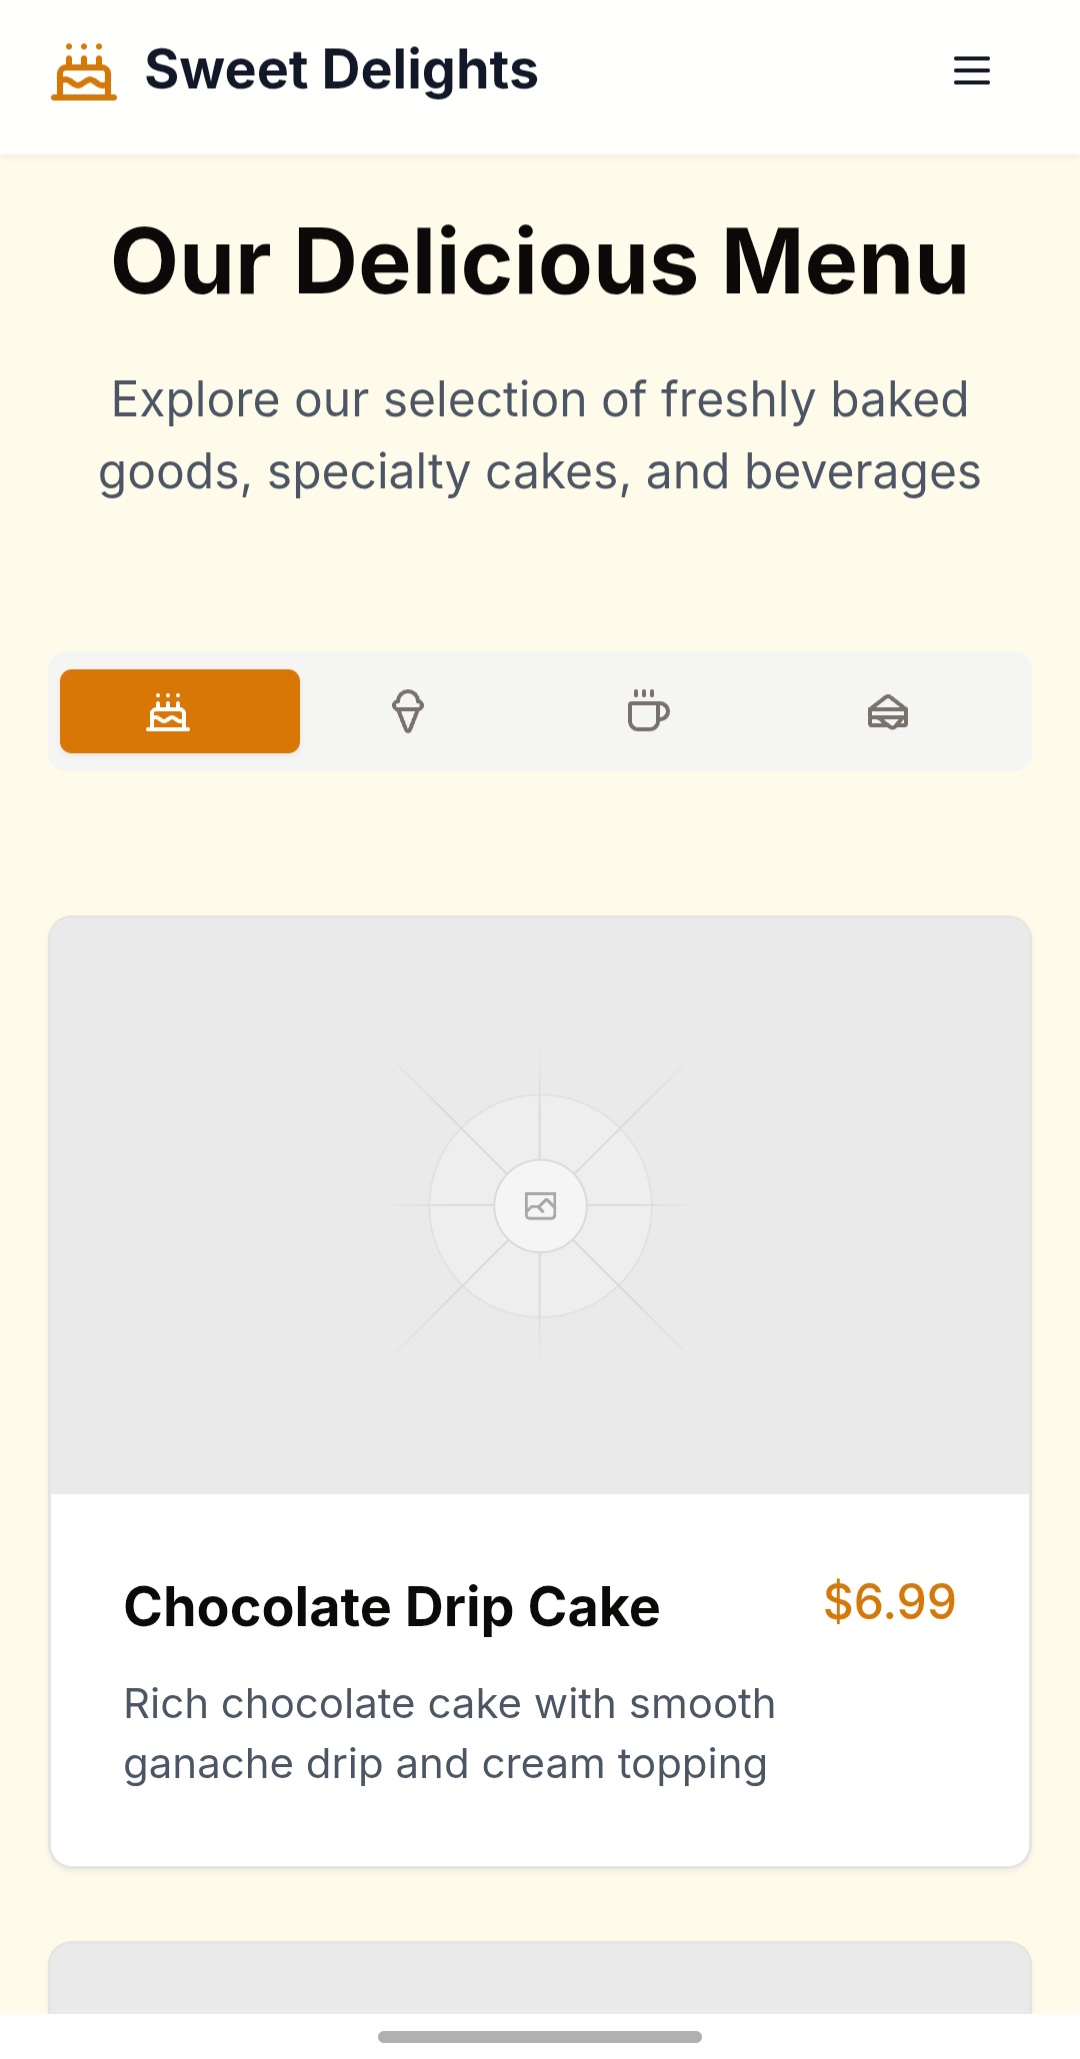 Sweet Delights
Our Delicious Menu
Explore our selection of freshly baked
goods, specialty cakes, and beverages
Chocolate Drip Cake
$6.99
Rich chocolate cake with smooth
ganache drip and cream topping